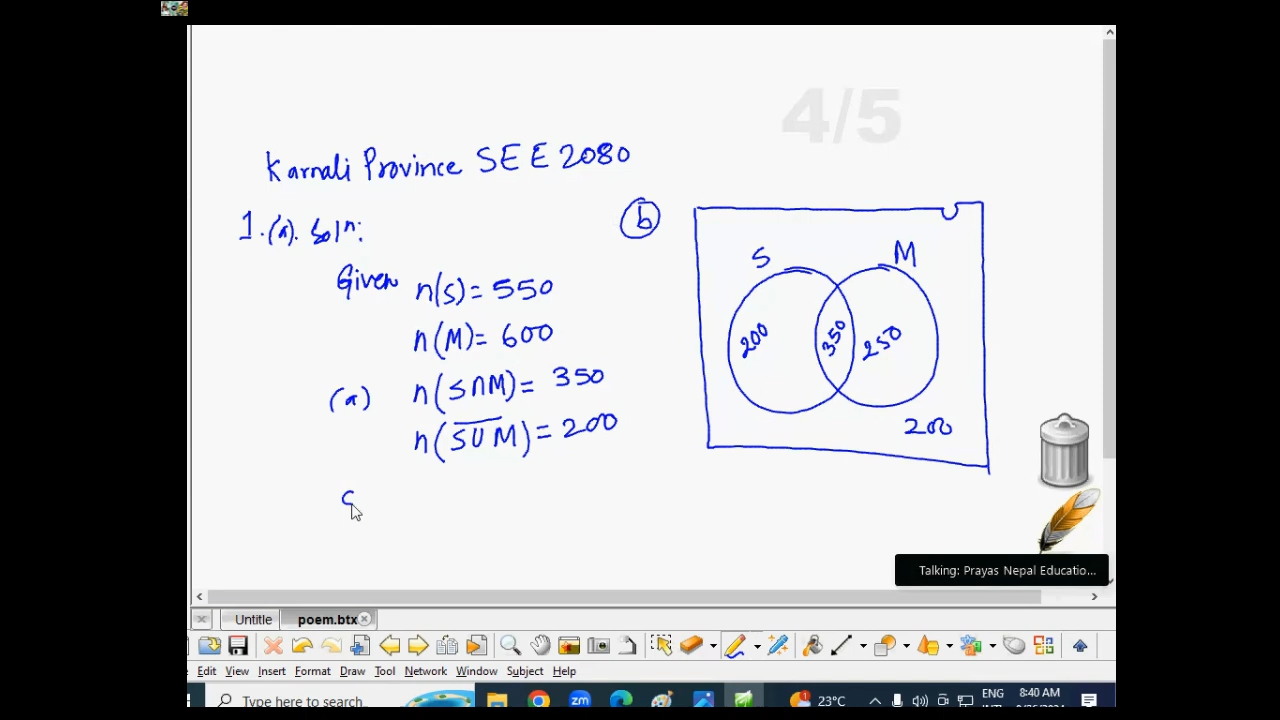 4/5
Karnali Province SEE 2080
1.(a). Soln:
Given n(S) = 550
n(M) = 600
(a) n(S∩M) = 350
n(S̅U̅M̅) = 200
b
S M
200 350 250
200
Talking: Prayas Nepal Educatio...
Untitle poem.btx
Edit View Insert Format Draw Tool Network Window Subject Help
Type here to search
zm
1
23°C
ENG
8:40 AM